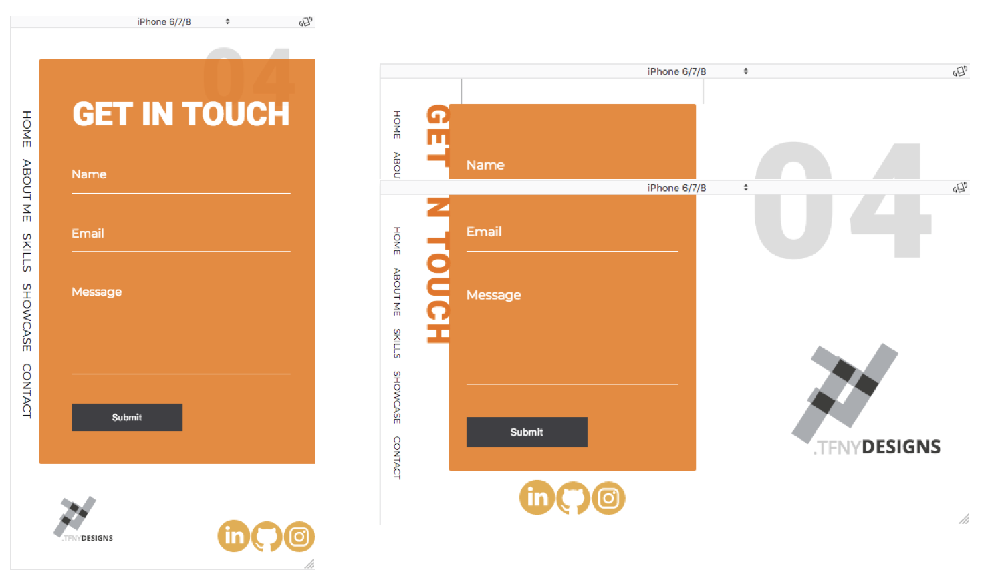 iPhone 6/7/8
04
GET IN TOUCH
HOME
ABOUT ME
SKILLS
SHOWCASE
CONTACT
Name
Email
Message
Submit
.TFNYDESIGNS
in
iPhone 6/7/8
HOME
ABOU
GET
Name
iPhone 6/7/8
04
HOME
ABOUT ME
SKILLS
SHOWCASE
CONTACT
N TOUCH
Email
Message
Submit
.TFNYDESIGNS
in